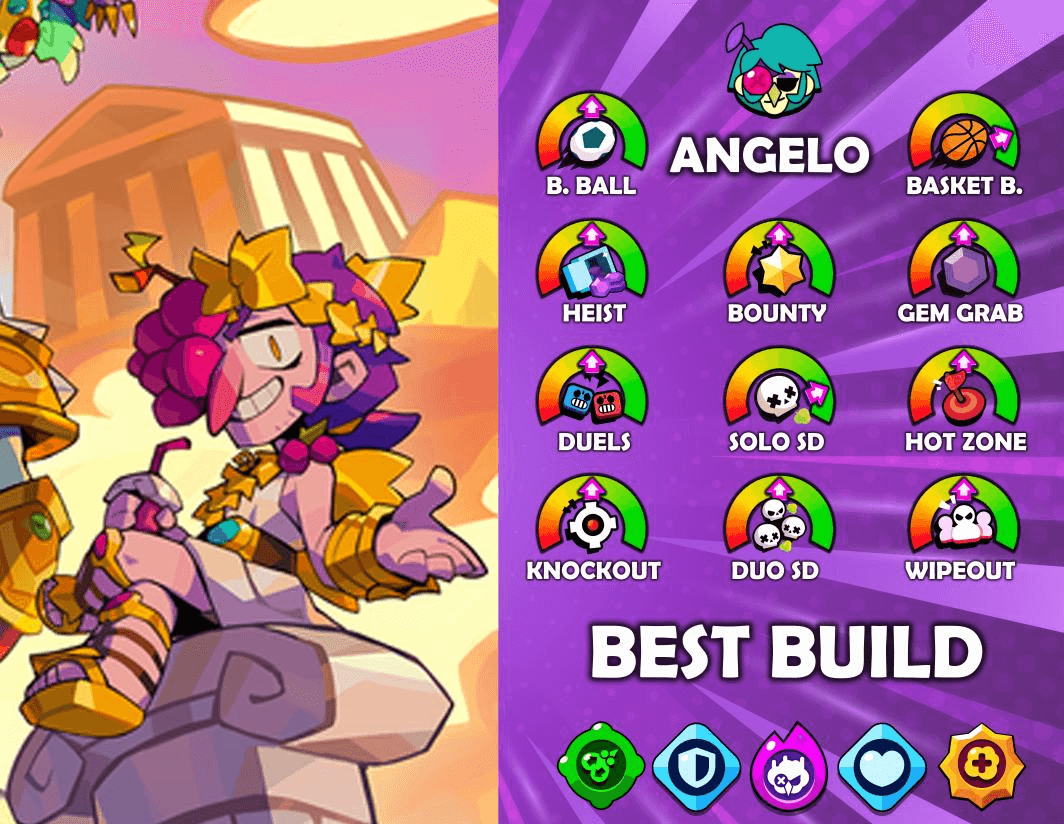 ANGELO
B. BALL
BASKET B.
HEIST
BOUNTY
GEM GRAB
DUELS
SOLO SD
HOT ZONE
KNOCKOUT
DUO SD
WIPEOUT
BEST BUILD